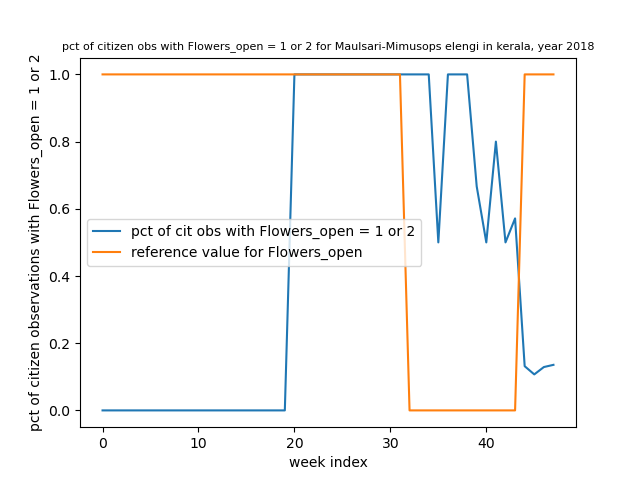 pct of citizen obs with Flowers_open = 1 or 2 for Maulsari-Mimusops elengi in kerala, year 2018
pct of citizen observations with Flowers_open = 1 or 2
1.0
0.8
0.6
0.4
0.2
0.0
pct of cit obs with Flowers_open = 1 or 2
reference value for Flowers_open
0 10 20 30 40
week index